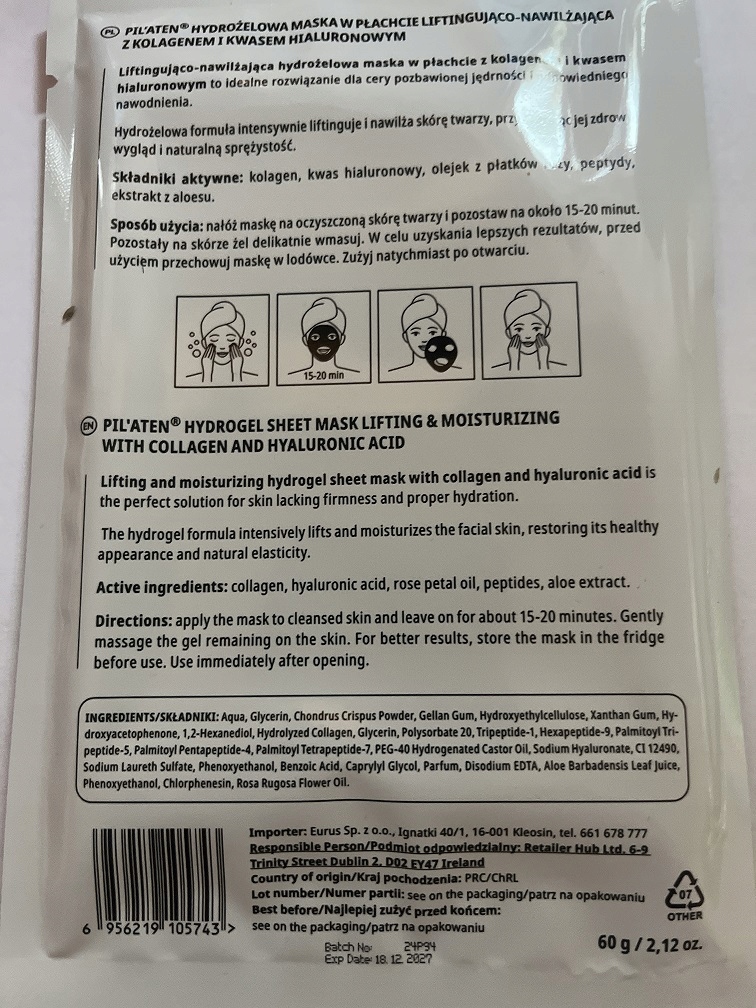 PL PIL'ATEN® HYDROŻELOWA MASKA W PŁACHCIE LIFTINGUJĄCO-NAWILŻAJĄCA
Z KOLAGENEM I KWASEM HIALURONOWYM
Liftingująco-nawilżająca hydrożelowa maska w płachcie z kolagen i kwasem
hialuronowym to idealne rozwiązanie dla cery pozbawionej jędrności i powiedniego
nawodnienia.
Hydrożelowa formuła intensywnie liftinguje i nawilża skórę twarzy, jej zdrow
wygląd i naturalną sprężystość.
Składniki aktywne: kolagen, kwas hialuronowy, olejek z płatków peptydy,
ekstrakt z aloesu.
Sposób użycia: nałóż maskę na oczyszczoną skórę twarzy i pozostaw na około 15-20 minut.
Pozostały na skórze żel delikatnie wmasuj. W celu uzyskania lepszych rezultatów, przed
użyciem przechowuj maskę w lodówce. Zużyj natychmiast po otwarciu.
15-20 min
EN PIL'ATEN® HYDROGEL SHEET MASK LIFTING & MOISTURIZING
WITH COLLAGEN AND HYALURONIC ACID
Lifting and moisturizing hydrogel sheet mask with collagen and hyaluronic acid is
the perfect solution for skin lacking firmness and proper hydration.
The hydrogel formula intensively lifts and moisturizes the facial skin, restoring its healthy
appearance and natural elasticity.
Active ingredients: collagen, hyaluronic acid, rose petal oil, peptides, aloe extract.
Directions: apply the mask to cleansed skin and leave on for about 15-20 minutes. Gently
massage the gel remaining on the skin. For better results, store the mask in the fridge
before use. Use immediately after opening.
INGREDIENTS/SKŁADNIKI: Aqua, Glycerin, Chondrus Crispus Powder, Gellan Gum, Hydroxyethylcellulose, Xanthan Gum, Hy-
droxyacetophenone, 1,2-Hexanediol, Hydrolyzed Collagen, Glycerin, Polysorbate 20, Tripeptide-1, Hexapeptide-9, Palmitoyl Tri-
peptide-5, Palmitoyl Pentapeptide-4, Palmitoyl Tetrapeptide-7, PEG-40 Hydrogenated Castor Oil, Sodium Hyaluronate, CI 12490,
Sodium Laureth Sulfate, Phenoxyethanol, Benzoic Acid, Caprylyl Glycol, Parfum, Disodium EDTA, Aloe Barbadensis Leaf Juice,
Phenoxyethanol, Chlorphenesin, Rosa Rugosa Flower Oil.
Importer: Eurus Sp. z o.o., Ignatki 40/1, 16-001 Kleosin, tel. 661 678 777
Responsible Person/Podmiot odpowiedzialny: Retailer Hub Ltd. 6-9
Trinity Street Dublin 2. D02 EY47 Ireland
Country of origin/Kraj pochodzenia: PRC/ChRL
Lot number/Numer partii: see on the packaging/patrz na opakowaniu
Best before/Najlepiej zużyć przed końcem:
see on the packaging/patrz na opakowaniu
6 956219 105743 >
07
OTHER
Batch No: 24P94
Exp Date: 18. 12. 2027
60 g / 2,12 oz.